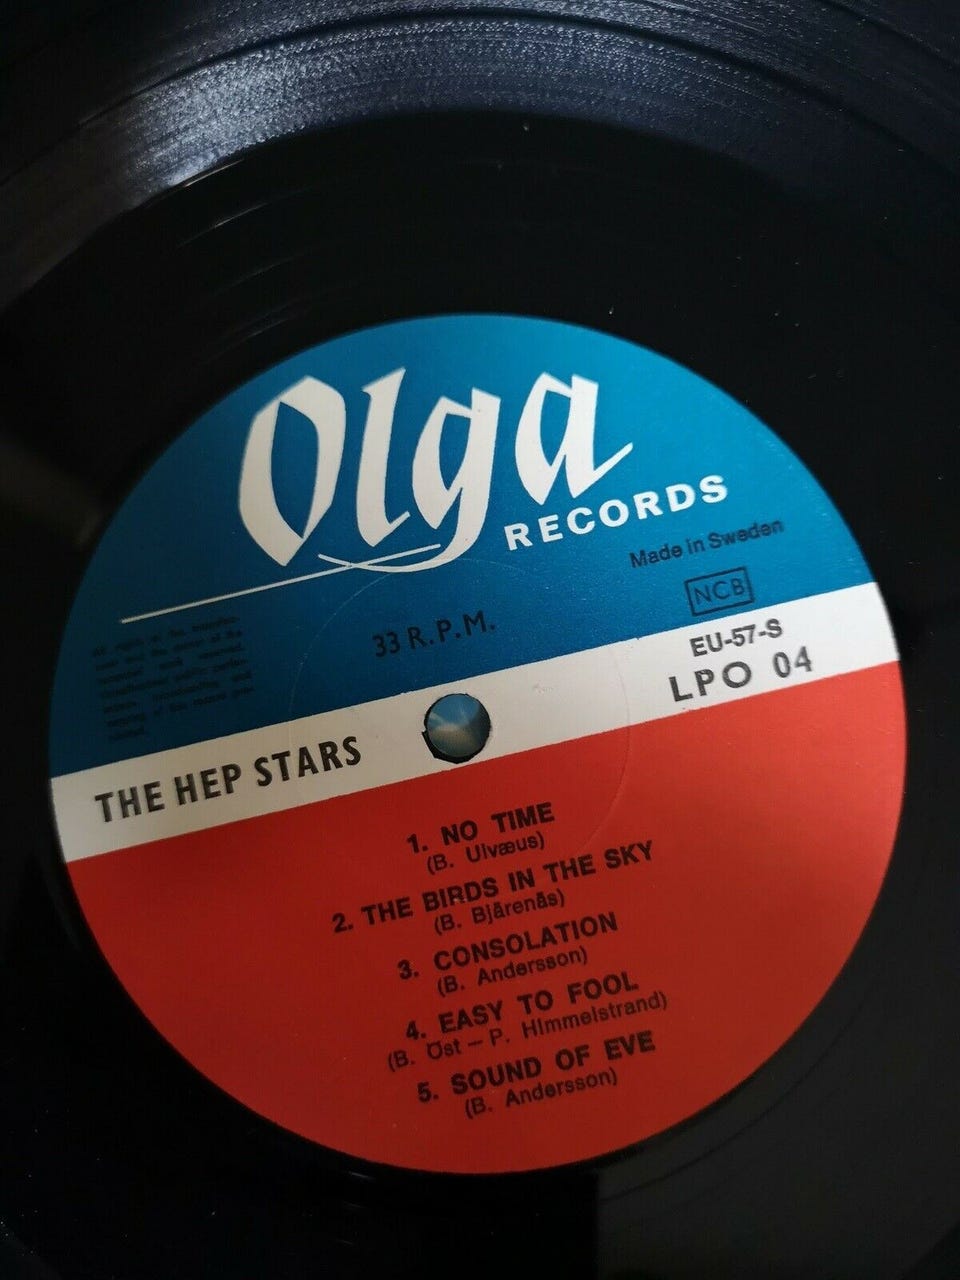 Olga
RECORDS
Made in Sweden
NCB
33 R.P.M.
EU-57-S
LPO 04
THE HEP STARS
1. NO TIME
(B. Ulvæus)
2. THE BIRDS IN THE SKY
(B. Bjärenås)
3. CONSOLATION
(B. Andersson)
4. EASY TO FOOL
(B. Öst – P. Himmelstrand)
5. SOUND OF EVE
(B. Andersson)